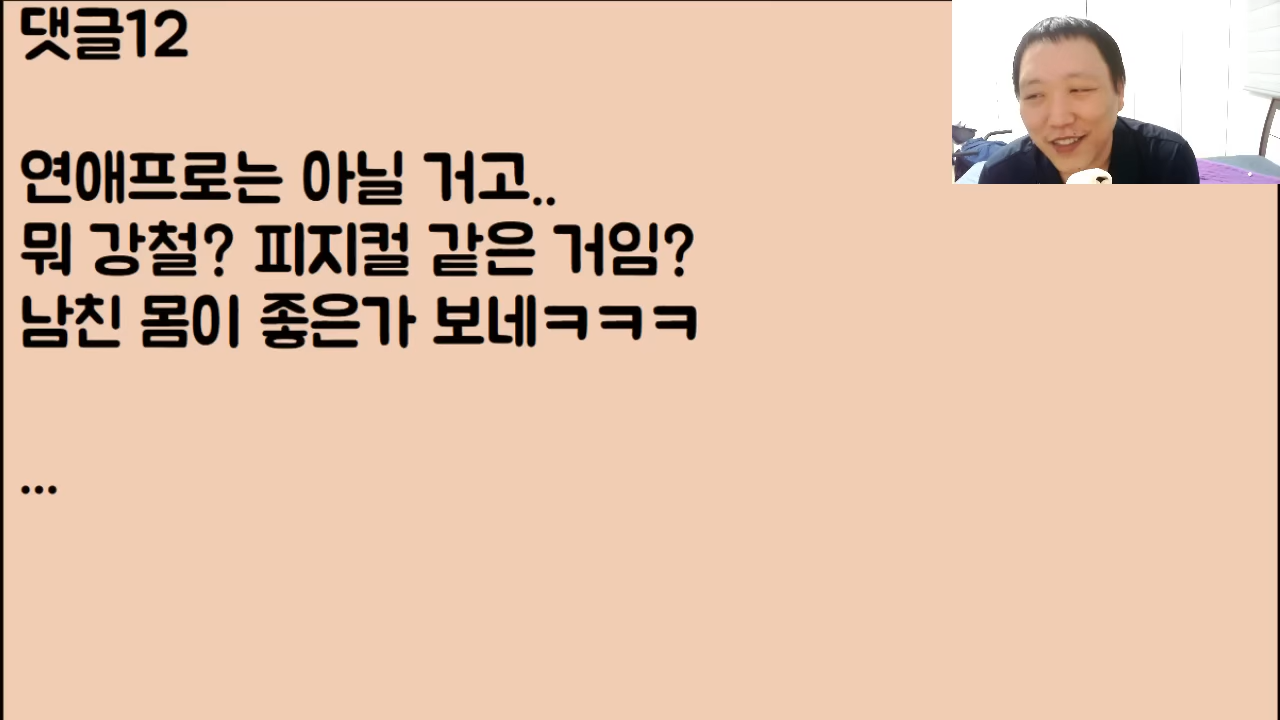 댓글12
연애프로는 아닐 거고..
뭐 강철? 피지컬 같은 거임?
남친 몸이 좋은가 보네ㅋㅋㅋ
...